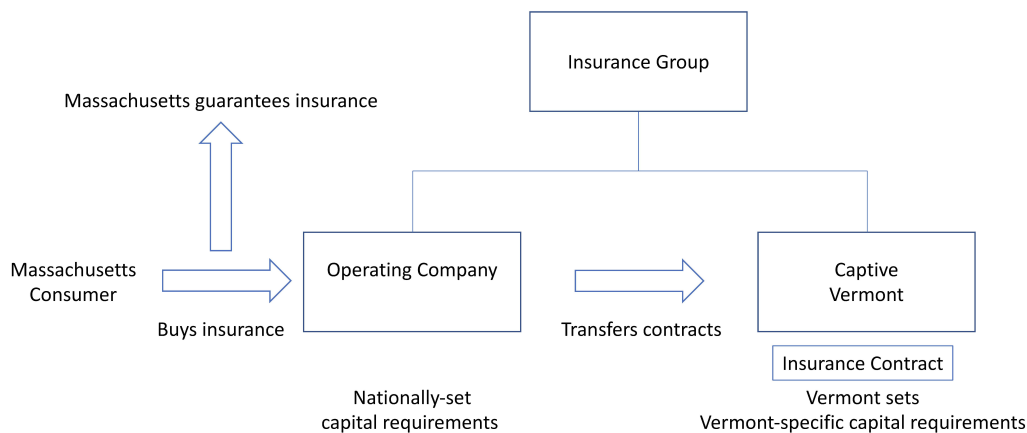 Insurance Group
Massachusetts guarantees insurance
Massachusetts
Consumer
Buys insurance
Operating Company
Transfers contracts
Captive
Vermont
Insurance Contract
Nationally-set
capital requirements
Vermont sets
Vermont-specific capital requirements